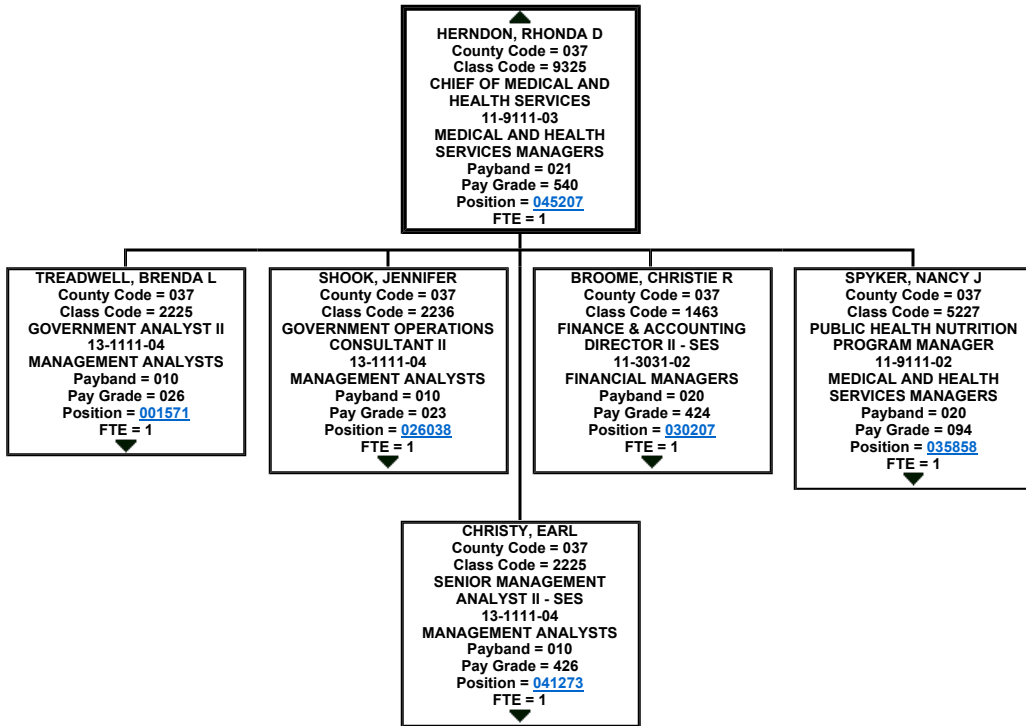 HERNDON, RHONDA D
County Code = 037
Class Code = 9325
CHIEF OF MEDICAL AND
HEALTH SERVICES
11-9111-03
MEDICAL AND HEALTH
SERVICES MANAGERS
Payband = 021
Pay Grade = 540
Position = 045207
FTE = 1
TREADWELL, BRENDA L
County Code = 037
Class Code = 2225
GOVERNMENT ANALYST II
13-1111-04
MANAGEMENT ANALYSTS
Payband = 010
Pay Grade = 026
Position = 001571
FTE = 1
SHOOK, JENNIFER
County Code = 037
Class Code = 2236
GOVERNMENT OPERATIONS
CONSULTANT II
13-1111-04
MANAGEMENT ANALYSTS
Payband = 010
Pay Grade = 023
Position = 026038
FTE = 1
BROOME, CHRISTIE R
County Code = 037
Class Code = 1463
FINANCE & ACCOUNTING
DIRECTOR II - SES
11-3031-02
FINANCIAL MANAGERS
Payband = 020
Pay Grade = 424
Position = 030207
FTE = 1
SPYKER, NANCY J
County Code = 037
Class Code = 5227
PUBLIC HEALTH NUTRITION
PROGRAM MANAGER
11-9111-02
MEDICAL AND HEALTH
SERVICES MANAGERS
Payband = 020
Pay Grade = 094
Position = 035858
FTE = 1
CHRISTY, EARL
County Code = 037
Class Code = 2225
SENIOR MANAGEMENT
ANALYST II - SES
13-1111-04
MANAGEMENT ANALYSTS
Payband = 010
Pay Grade = 426
Position = 041273
FTE = 1